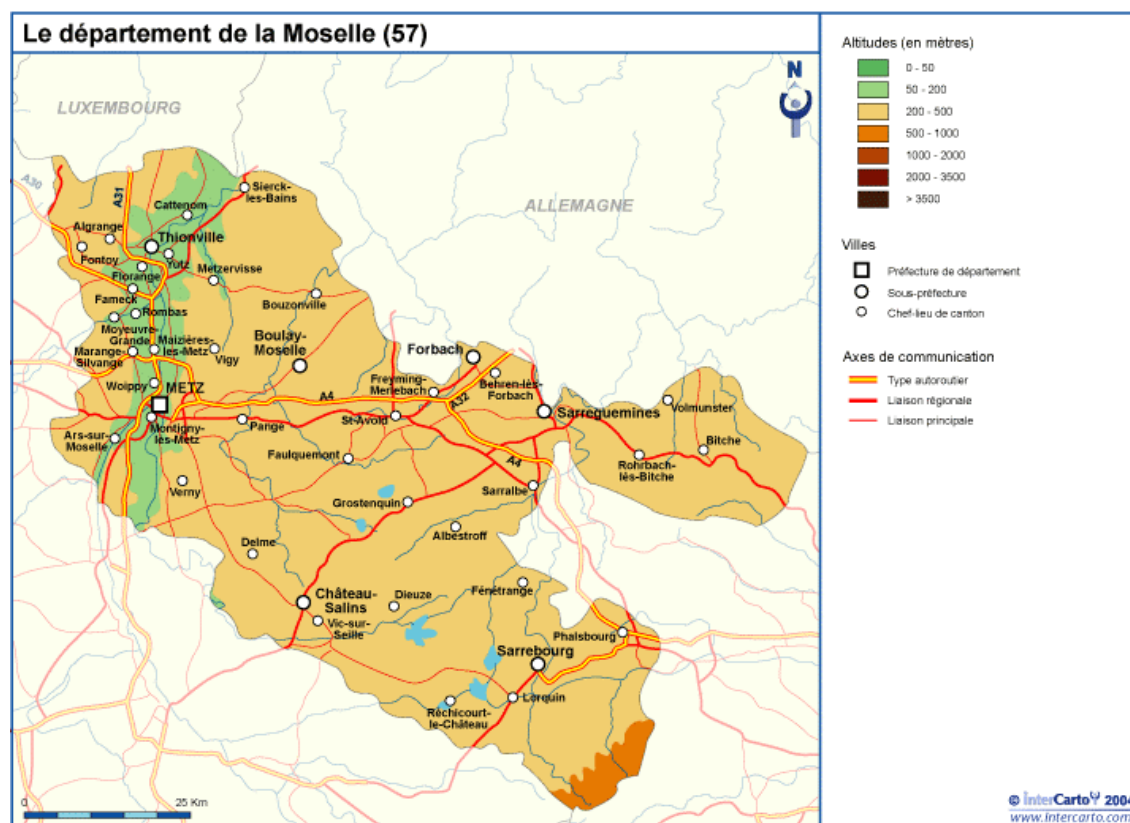 Le département de la Moselle (57)
LUXEMBOURG
ALLEMAGNE
N
A30
A31
Sierck-
les-Bains
Cattenom
Algrange
Thionville
Fontoy
Yutz
Florange
Metzervisse
Fameck
Bouzonville
Rombas
Moyeuvre-
Grande
Maizières-
les-Metz
Boulay-
Moselle
Vigy
Marange-
Silvange
Forbach
Woippy
METZ
A4
Freyming-
Merlebach
A32
Behren-lès-
Forbach
Sarreguemines
Volmunster
Ars-sur-
Moselle
Montigny-
lès-Metz
Pange
St-Avold
Bitche
Faulquemont
A4
Rohrbach-
lès-Bitche
Verny
Grostenquin
Sarralbe
Delme
Albestroff
Château-
Salins
Dieuze
Fénétrange
Vic-sur-
Seille
Phalsbourg
Sarrebourg
Réchicourt-
le-Château
Lorquin
0
25 Km
Altitudes (en mètres)
0 - 50
50 - 200
200 - 500
500 - 1000
1000 - 2000
2000 - 3500
> 3500
Villes
Préfecture de département
Sous-préfecture
Chef-lieu de canton
Axes de communication
Type autoroutier
Liaison régionale
Liaison principale
© InterCarto 2004
www.intercarto.com